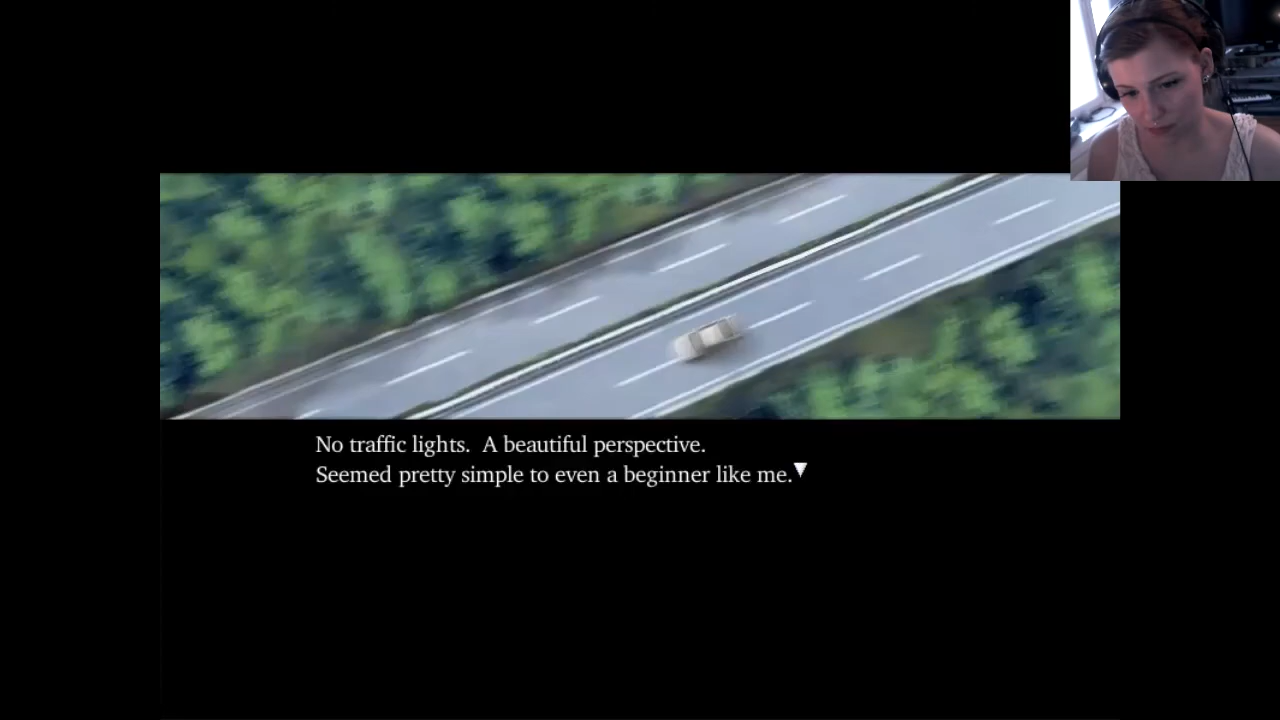 No traffic lights.  A beautiful perspective.
Seemed pretty simple to even a beginner like me.